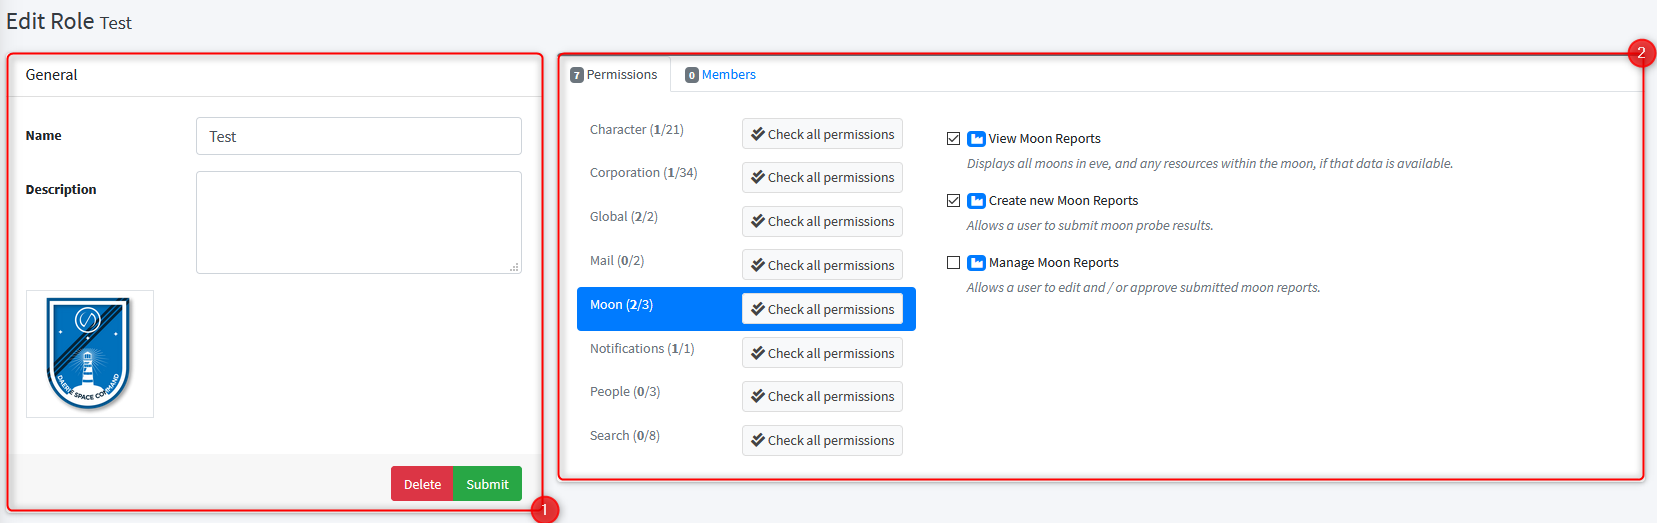 Edit Role Test
General
Name
Test
Description
DAERIE SPACE COMMAND
Delete
Submit
1
2
7 Permissions
0 Members
Character (1/21)
Check all permissions
Corporation (1/34)
Check all permissions
Global (2/2)
Check all permissions
Mail (0/2)
Check all permissions
Moon (2/3)
Check all permissions
Notifications (1/1)
Check all permissions
People (0/3)
Check all permissions
Search (0/8)
Check all permissions
View Moon Reports
Displays all moons in eve, and any resources within the moon, if that data is available.
Create new Moon Reports
Allows a user to submit moon probe results.
Manage Moon Reports
Allows a user to edit and / or approve submitted moon reports.